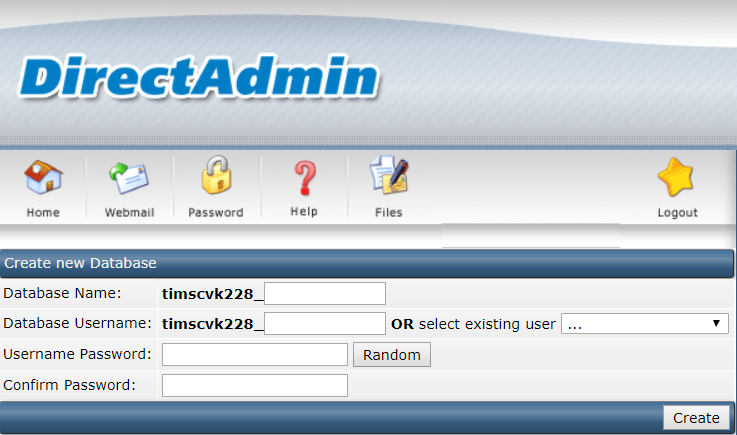 DirectAdmin
Home Webmail Password Help Files Logout
Create new Database
Database Name: timscvk228_
Database Username: timscvk228_ OR select existing user ...
Username Password: Random
Confirm Password:
Create